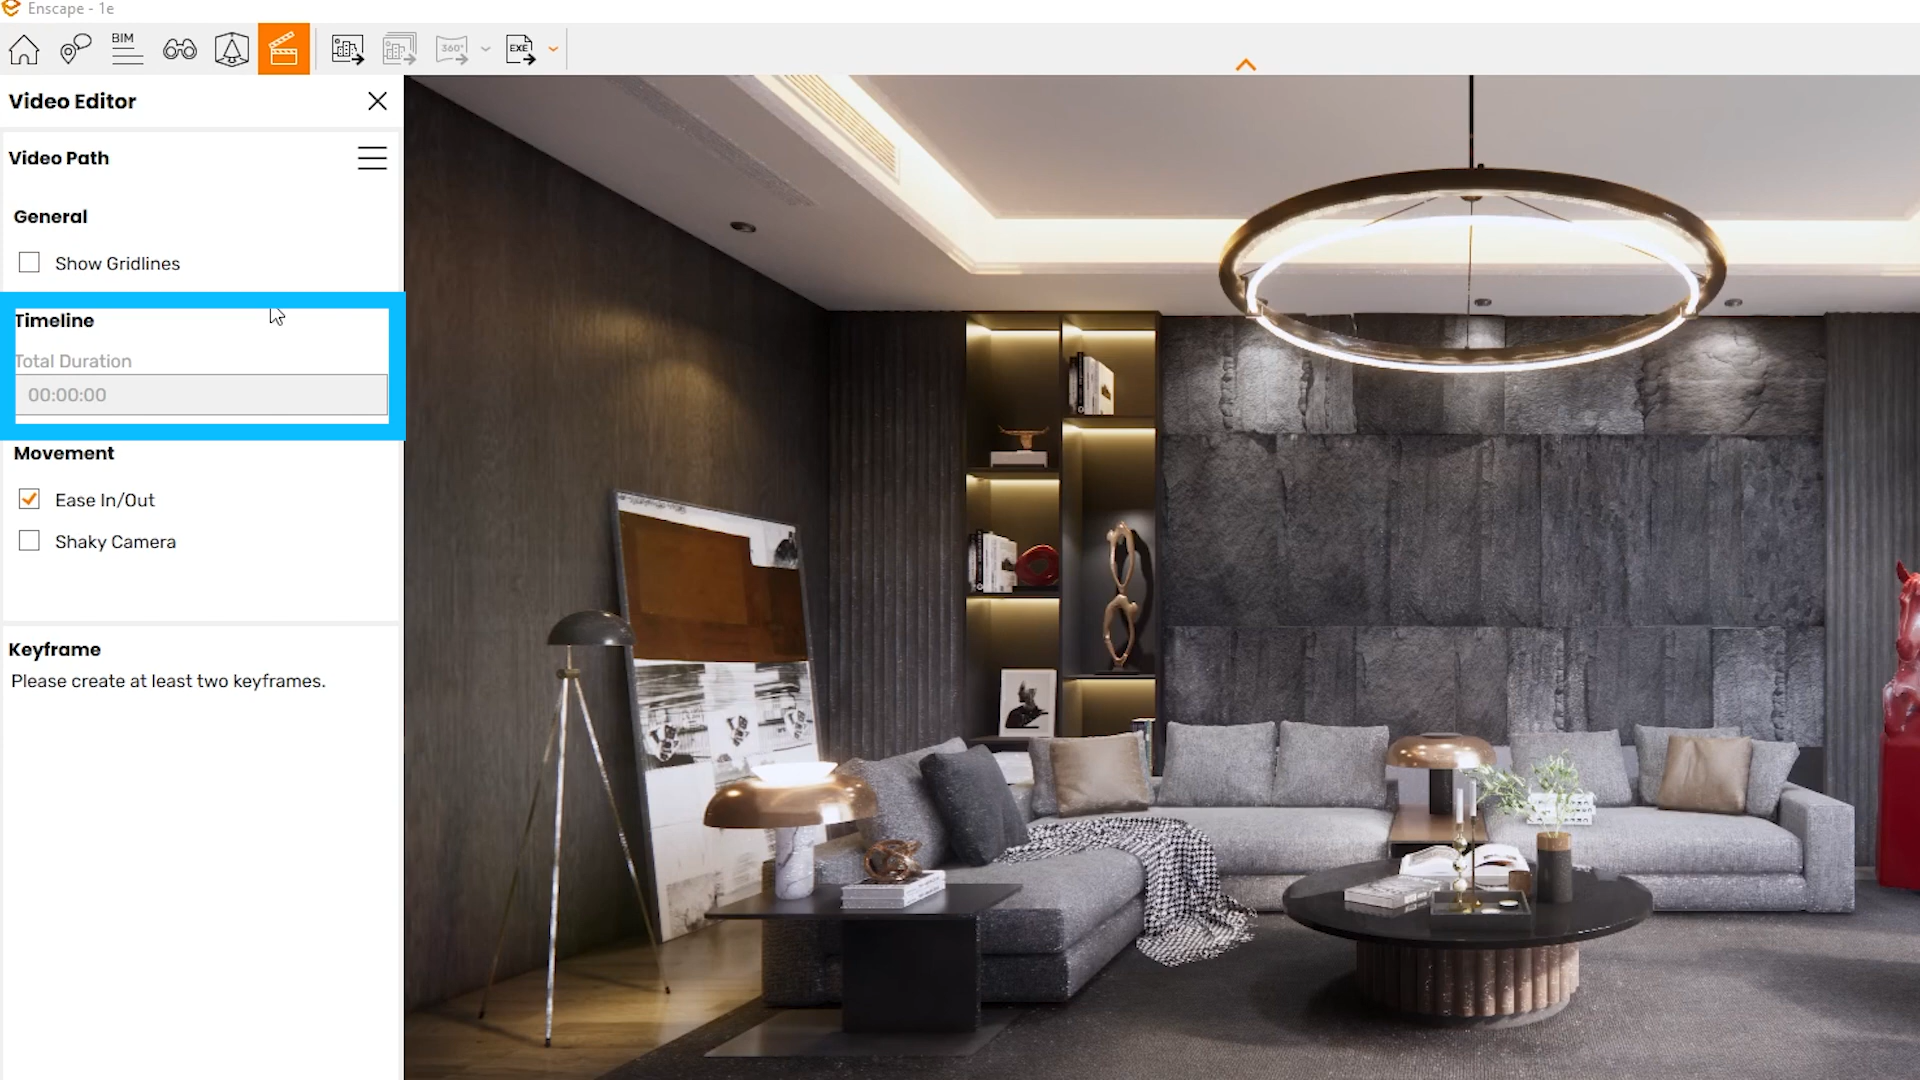 Enscape - 1e
BIM
360°
EXE
Video Editor
Video Path
General
Show Gridlines
Timeline
Total Duration
00:00:00
Movement
Ease In/Out
Shaky Camera
Keyframe
Please create at least two keyframes.